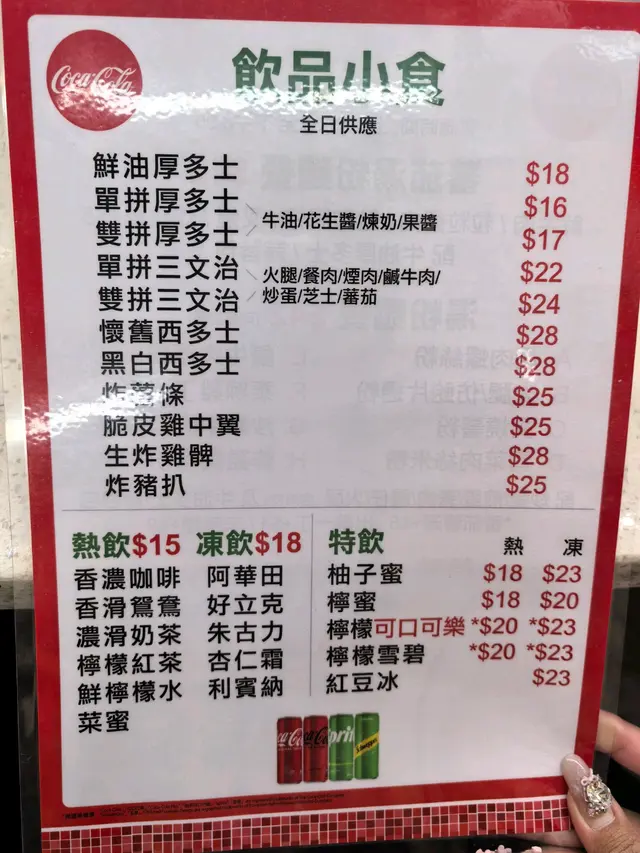 Coca-Cola
飲品小食
全日供應
鮮油厚多士 $18
單拼厚多士 $16
雙拼厚多士 $17
牛油/花生醬/煉奶/果醬
單拼三文治 $22
雙拼三文治 $24
火腿/餐肉/煙肉/鹹牛肉/
炒蛋/芝士/蕃茄
懷舊西多士 $28
黑白西多士 $28
炸薯條 $25
脆皮雞中翼 $25
生炸雞髀 $28
炸豬扒 $25
熱飲$15 凍飲$18
香濃咖啡 阿華田
香滑鴛鴦 好立克
濃滑奶茶 朱古力
檸檬紅茶 杏仁霜
鮮檸檬水 利賓納
菜蜜
特飲 熱 凍
柚子蜜 $18 $23
檸蜜 $18 $20
檸檬可口可樂 *$20 *$23
檸檬雪碧 *$20 *$23
紅豆冰 $23